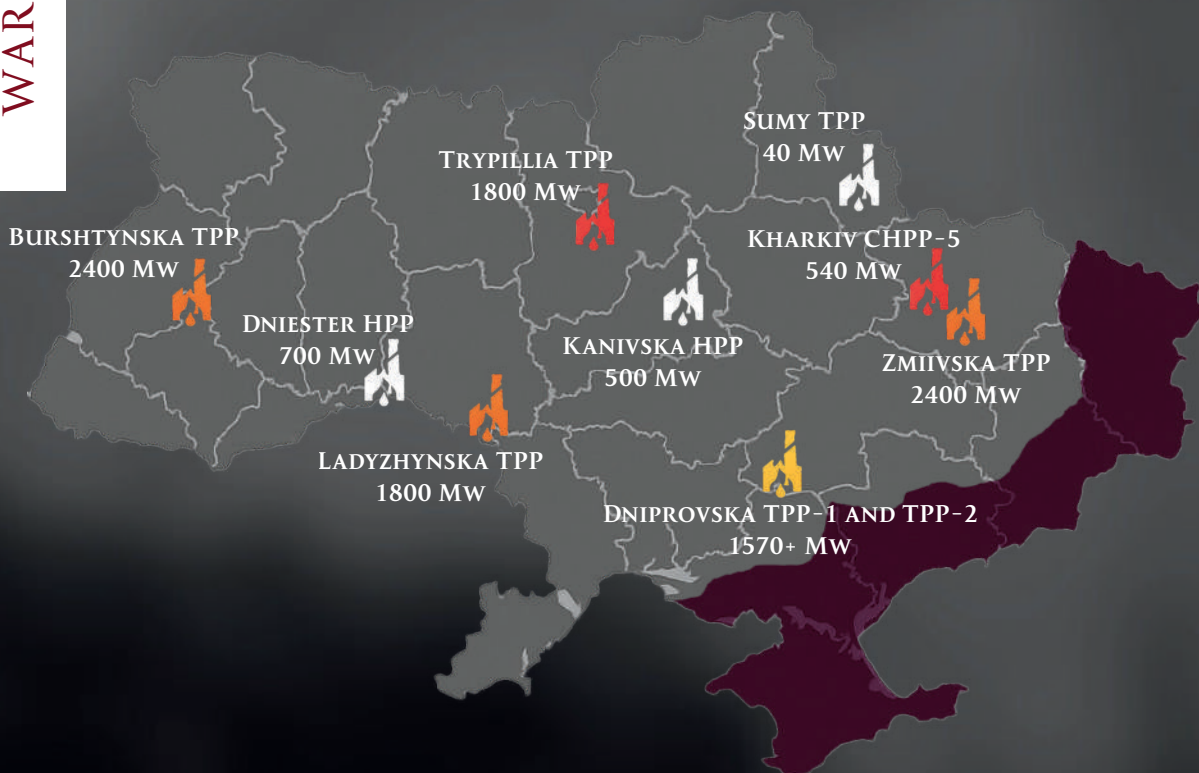 WAR
Sumy TPP
40 Mw
Trypillia TPP
1800 Mw
Burshtynska TPP
2400 Mw
Kharkiv CHPP-5
540 Mw
Dniester HPP
700 Mw
Kanivska HPP
500 Mw
Zmiivska TPP
2400 Mw
Ladyzhynska TPP
1800 Mw
Dniprovska TPP-1 and TPP-2
1570+ Mw